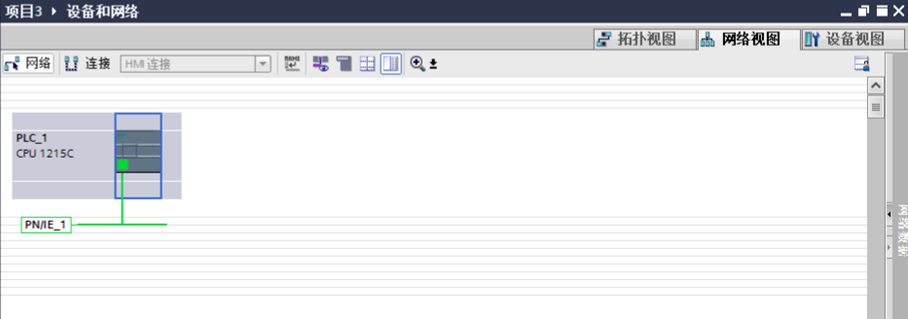 项目3 ▸ 设备和网络
拓扑视图 网络视图 设备视图
网络 连接 HMI 连接
PLC_1
CPU 1215C
PN/IE_1
网络数据